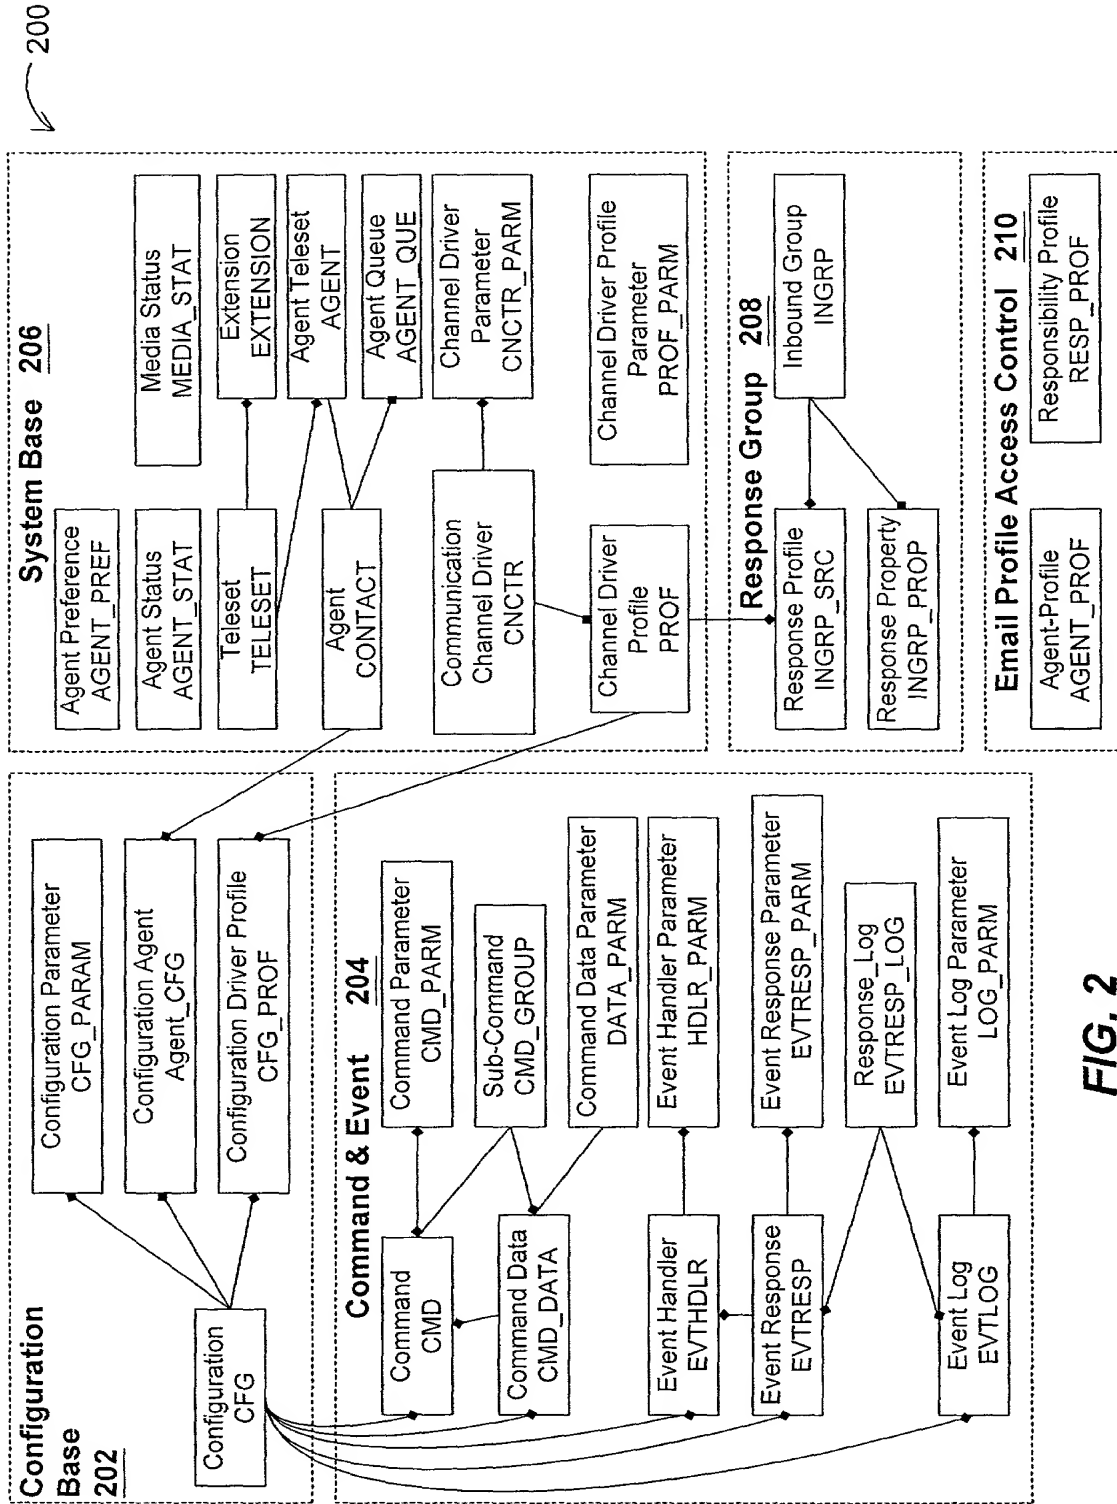 200
Configuration
Base
202
Configuration
CFG
Configuration Parameter
CFG_PARAM
Configuration Agent
Agent_CFG
Configuration Driver Profile
CFG_PROF
Command & Event 204
Command
CMD
Command Parameter
CMD_PARM
Sub-Command
CMD_GROUP
Command Data
CMD_DATA
Command Data Parameter
DATA_PARM
Event Handler
EVTHDLR
Event Handler Parameter
HDLR_PARM
Event Response
EVTRESP
Event Response Parameter
EVTRESP_PARM
Response_Log
EVTRESP_LOG
Event Log
EVTLOG
Event Log Parameter
LOG_PARM
System Base 206
Agent Preference
AGENT_PREF
Agent Status
AGENT_STAT
Media Status
MEDIA_STAT
Teleset
TELESET
Extension
EXTENSION
Agent Teleset
AGENT
Agent
CONTACT
Agent Queue
AGENT_QUE
Communication
Channel Driver
CNCTR
Channel Driver
Parameter
CNCTR_PARM
Channel Driver
Profile
PROF
Channel Driver Profile
Parameter
PROF_PARM
Response Group 208
Response Profile
INGRP_SRC
Inbound Group
INGRP
Response Property
INGRP_PROP
Email Profile Access Control 210
Agent-Profile
AGENT_PROF
Responsibility Profile
RESP_PROF
FIG. 2